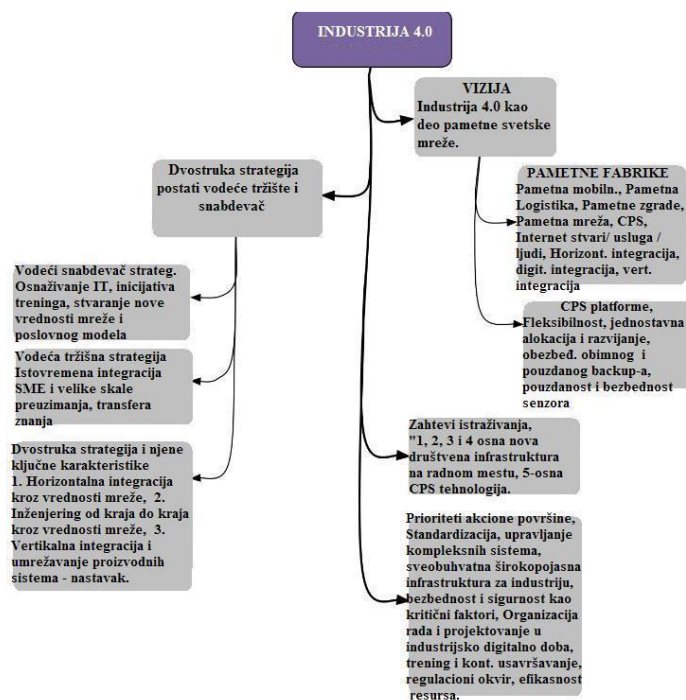 INDUSTRIJA 4.0
VIZIJA
Industrija 4.0 kao
deo pametne svetske
mreže.
Dvostruka strategija
postati vodeće tržište i
snabdevač
PAMETNE FABRIKE
Pametna mobiln., Pametna
Logistika, Pametne zgrade,
Pametna mreža, CPS,
Internet stvari/ usluga /
ljudi, Horizont. integracija,
digit. integracija, vert.
integracija
Vodeći snabdevač strateg.
Osnaživanje IT, inicijativa
treninga, stvaranje nove
vrednosti mreže i
poslovnog modela
CPS platforme,
Fleksibilnost, jednostavna
alokacija i razvijanje,
obezbeđ. obimnog i
pouzdanog backup-a,
pouzdanost i bezbednost
senzora
Vodeća tržišna strategija
Istovremena integracija
SME i velike skale
preuzimanja, transfera
znanja
Zahtevi istraživanja,
"1, 2, 3 i 4 osna nova
društvena infrastruktura
na radnom mestu, 5-osna
CPS tehnologija.
Dvostruka strategija i njene
ključne karakteristike
1. Horizontalna integracija
kroz vrednosti mreže, 2.
Inženjering od kraja do kraja
kroz vrednosti mreže, 3.
Vertikalna integracija i
umrežavanje proizvodnih
sistema - nastavak.
Prioriteti akcione površine,
Standardizacija, upravljanje
kompleksnih sistema,
sveobuhvatna širokopojasna
infrastruktura za industriju,
bezbednost i sigurnost kao
kritični faktori, Organizacija
rada i projektovanje u
industrijsko digitalno doba,
trening i kont. usavršavanje,
regulacioni okvir, efikasnost
resursa.